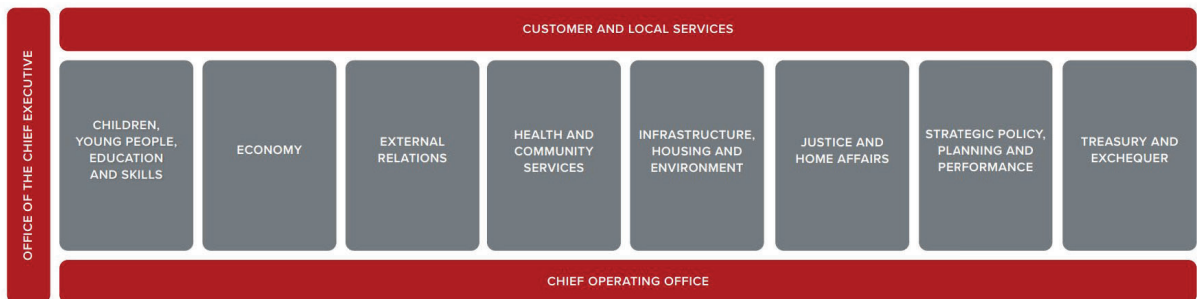 OFFICE OF THE CHIEF EXECUTIVE
CUSTOMER AND LOCAL SERVICES
CHILDREN,
YOUNG PEOPLE,
EDUCATION
AND SKILLS
ECONOMY
EXTERNAL
RELATIONS
HEALTH AND
COMMUNITY
SERVICES
INFRASTRUCTURE,
HOUSING AND
ENVIRONMENT
JUSTICE AND
HOME AFFAIRS
STRATEGIC POLICY,
PLANNING AND
PERFORMANCE
TREASURY AND
EXCHEQUER
CHIEF OPERATING OFFICE